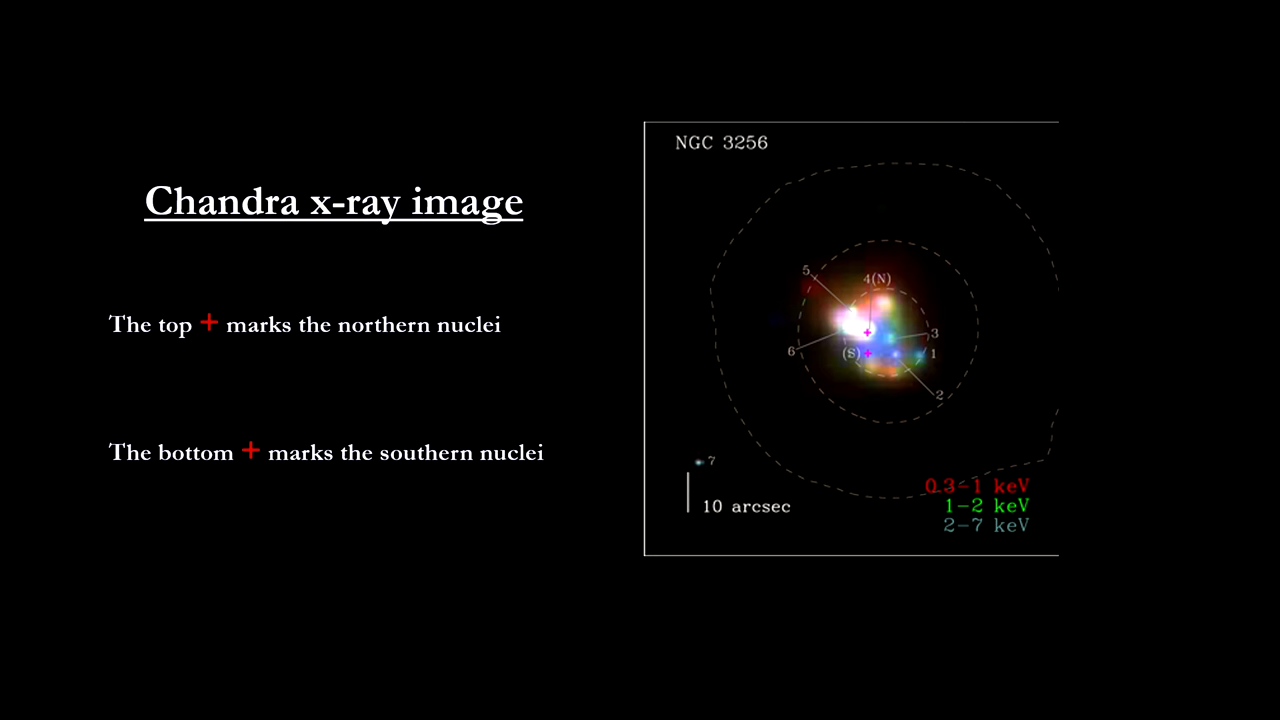 Chandra x-ray image
The top + marks the northern nuclei
The bottom + marks the southern nuclei
NGC 3256
5
4(N)
3
6
(S)
1
2
7
10 arcsec
0.3-1 keV
1-2 keV
2-7 keV